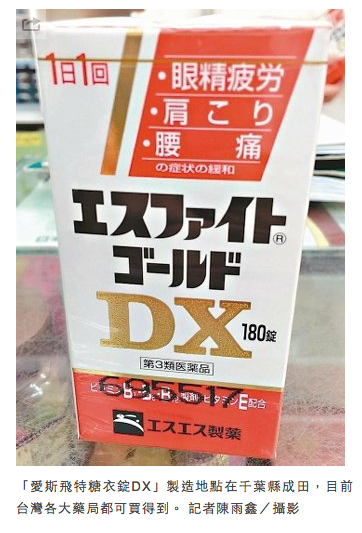 1日1回
・眼精疲労
・肩こり
・腰痛
の症状の緩和
エスファイト®
ゴールド
DX
180錠
第3類医薬品
695517
E配合
エスエス製薬
「愛斯飛特糖衣錠DX」製造地點在千葉縣成田，目前
台灣各大藥局都可買得到。 記者陳雨鑫／攝影